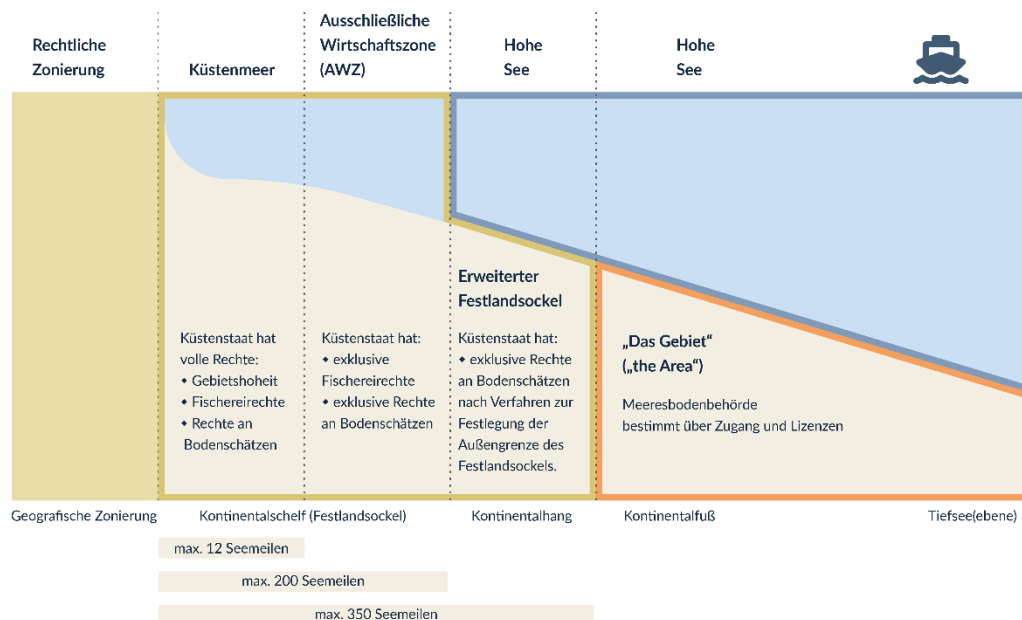 Rechtliche
Zonierung
Küstenmeer
Ausschließliche
Wirtschaftszone
(AWZ)
Hohe
See
Hohe
See
Küstenstaat hat
volle Rechte:
• Gebietshoheit
• Fischereirechte
• Rechte an
Bodenschätzen
Küstenstaat hat:
• exklusive
Fischereirechte
• exklusive Rechte
an Bodenschätzen
Erweiterter
Festlandsockel
Küstenstaat hat:
• exklusive Rechte
an Bodenschätzen
nach Verfahren zur
Festlegung der
Außengrenze des
Festlandsockels.
„Das Gebiet“
(„the Area“)
Meeresbodenbehörde
bestimmt über Zugang und Lizenzen
Geografische Zonierung
Kontinentalschelf (Festlandsockel)
Kontinentalhang
Kontinentalfuß
Tiefsee(ebene)
max. 12 Seemeilen
max. 200 Seemeilen
max. 350 Seemeilen